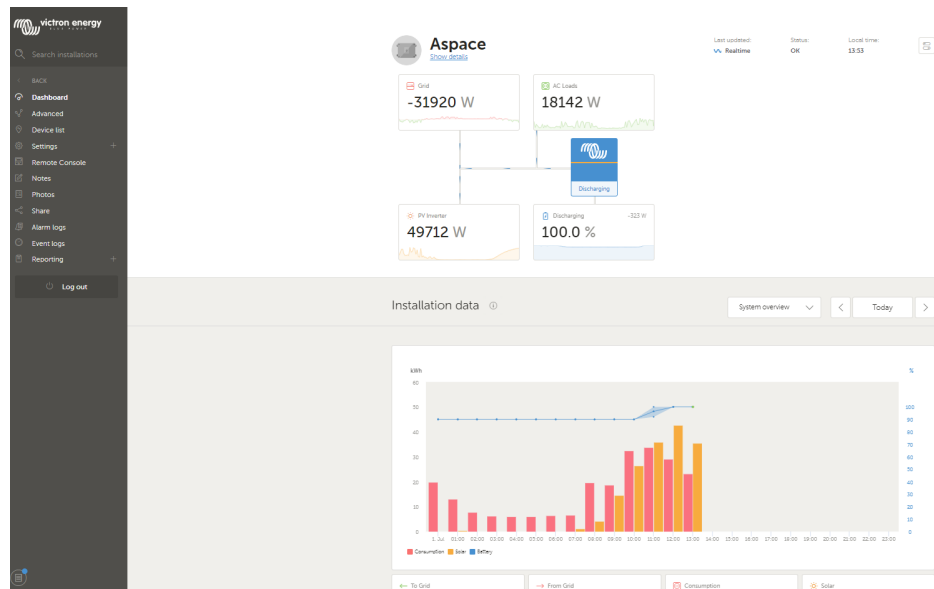 victron energy
BLUE POWER
Search installations
BACK
Dashboard
Advanced
Device list
Settings
Remote Console
Notes
Photos
Share
Alarm logs
Event logs
Reporting
Log out
Aspace
Show details
Last updated:
Realtime
Status:
OK
Local time:
13:53
Grid
-31920 W
AC Loads
18142 W
Discharging
PV Inverter
49712 W
Discharging
-323 W
100.0 %
Installation data
System overview
Today
kWh
%
60
50
40
30
20
10
0
100
90
80
70
60
50
40
30
20
10
0
1. Jul 01:00 02:00 03:00 04:00 05:00 06:00 07:00 08:00 09:00 10:00 11:00 12:00 13:00 14:00 15:00 16:00 17:00 18:00 19:00 20:00 21:00 22:00 23:00
Consumption Solar Battery
To Grid
From Grid
Consumption
Solar